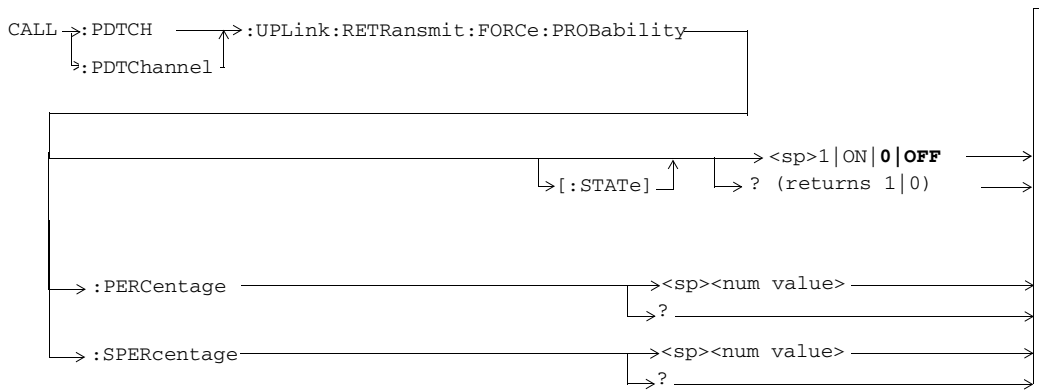 CALL :PDTCH :UPLink:RETRansmit:FORCe:PROBability
:PDTChannel
<sp>1|ON|0|OFF
[:STATe] ? (returns 1|0)
:PERCentage <sp><num value>
?
:SPERcentage <sp><num value>
?